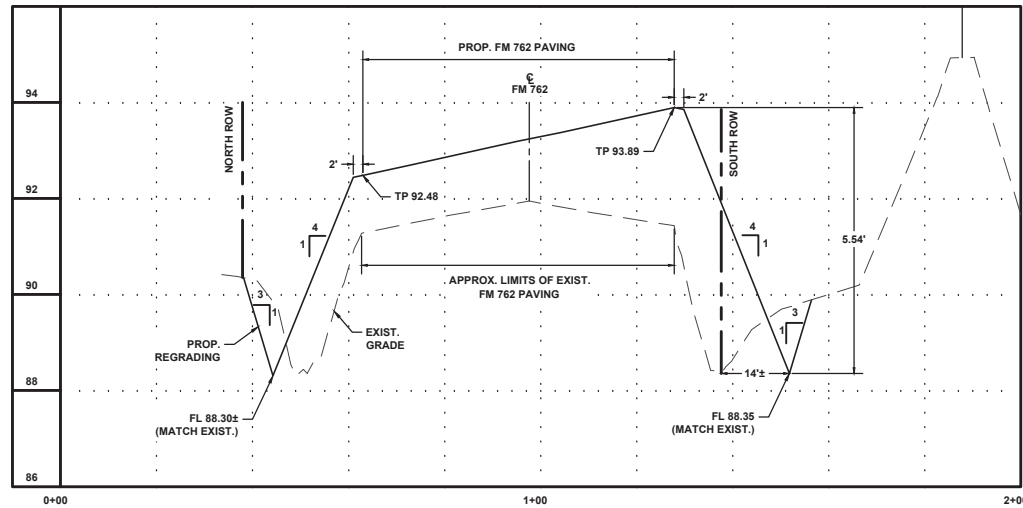 PROP. FM 762 PAVING
℄
FM 762
94
2'
NORTH ROW
SOUTH ROW
TP 93.89
2'
TP 92.48
92
4
1
4
1
5.54'
90
APPROX. LIMITS OF EXIST.
FM 762 PAVING
3
1
3
1
PROP.
REGRADING
EXIST.
GRADE
88
14'±
FL 88.30±
(MATCH EXIST.)
FL 88.35
(MATCH EXIST.)
86
0+00
1+00